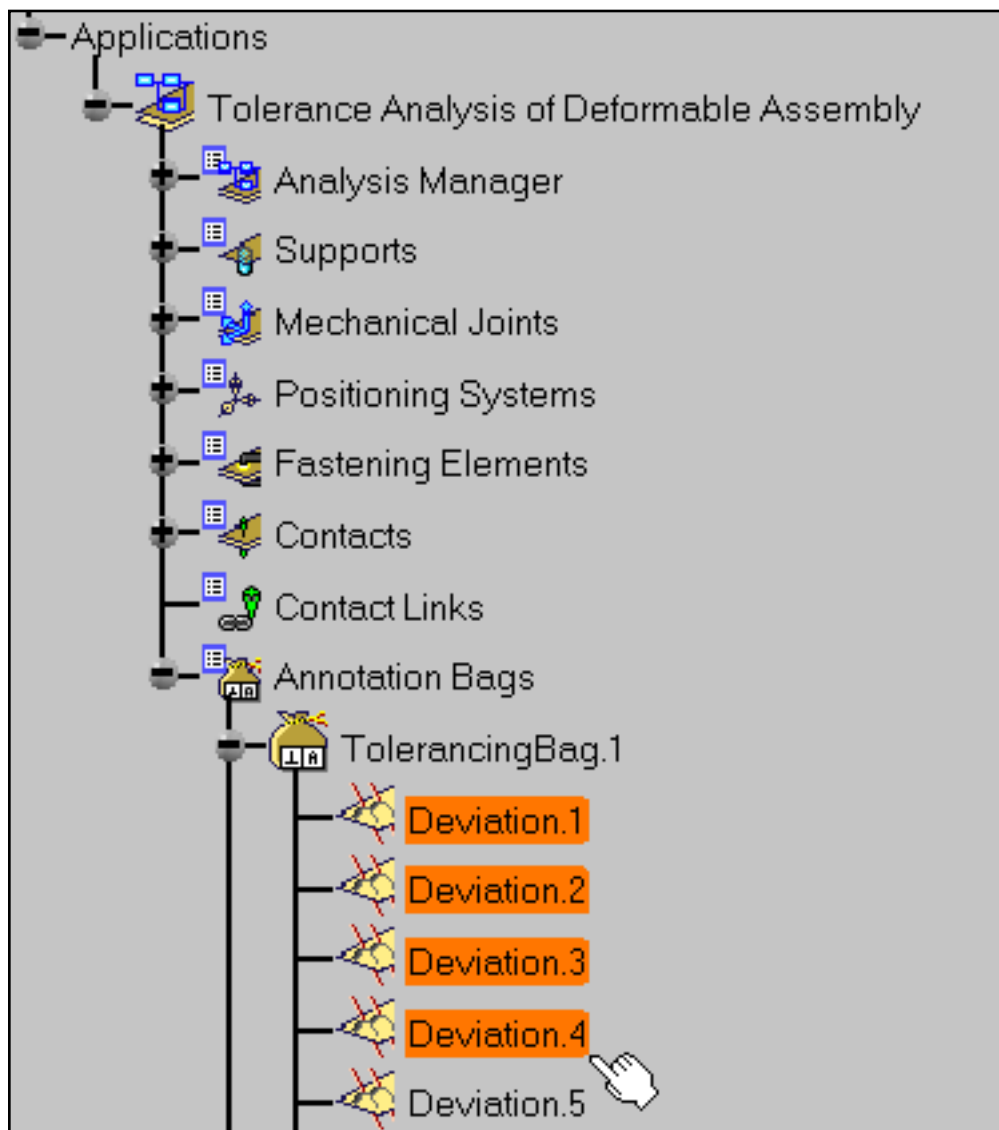 Applications
Tolerance Analysis of Deformable Assembly
Analysis Manager
Supports
Mechanical Joints
Positioning Systems
Fastening Elements
Contacts
Contact Links
Annotation Bags
TolerancingBag.1
Deviation.1
Deviation.2
Deviation.3
Deviation.4
Deviation.5